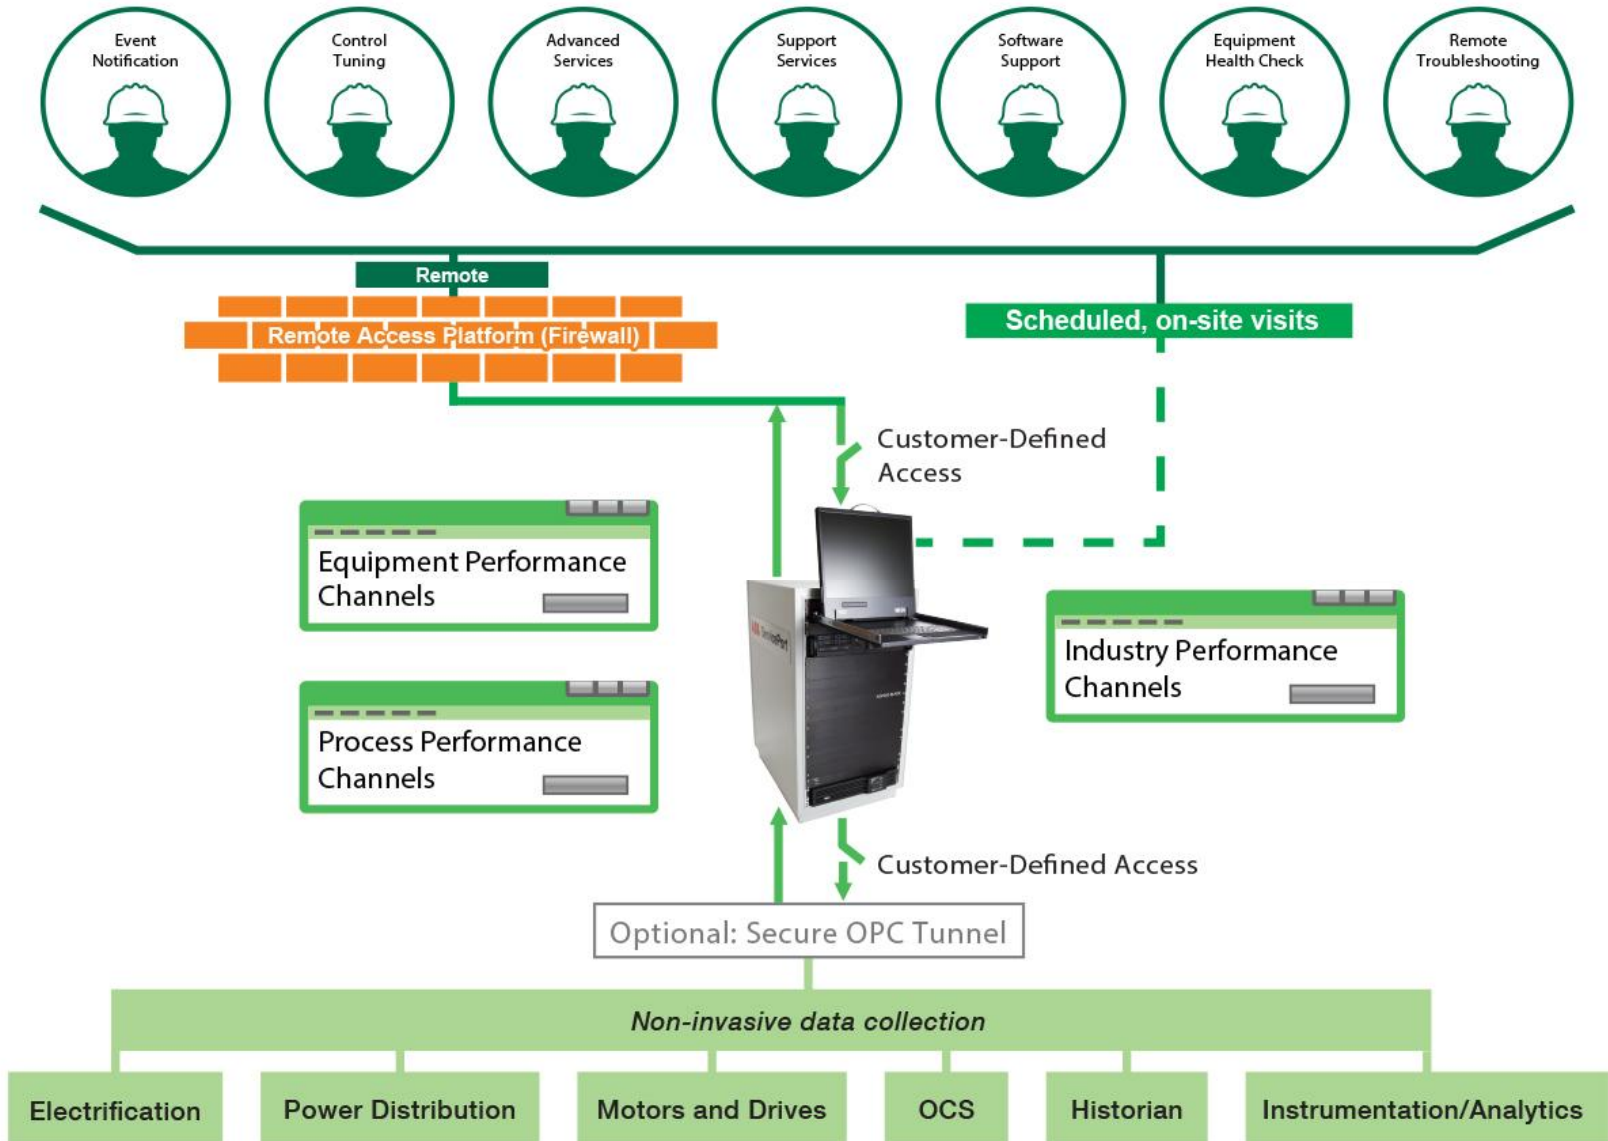 Event
Notification
Control
Tuning
Advanced
Services
Support
Services
Software
Support
Equipment
Health Check
Remote
Troubleshooting
Remote
Remote Access Platform (Firewall)
Scheduled, on-site visits
Customer-Defined
Access
Equipment Performance
Channels
Process Performance
Channels
ABB ServicePort
Industry Performance
Channels
Customer-Defined Access
Optional: Secure OPC Tunnel
Non-invasive data collection
Electrification
Power Distribution
Motors and Drives
OCS
Historian
Instrumentation/Analytics